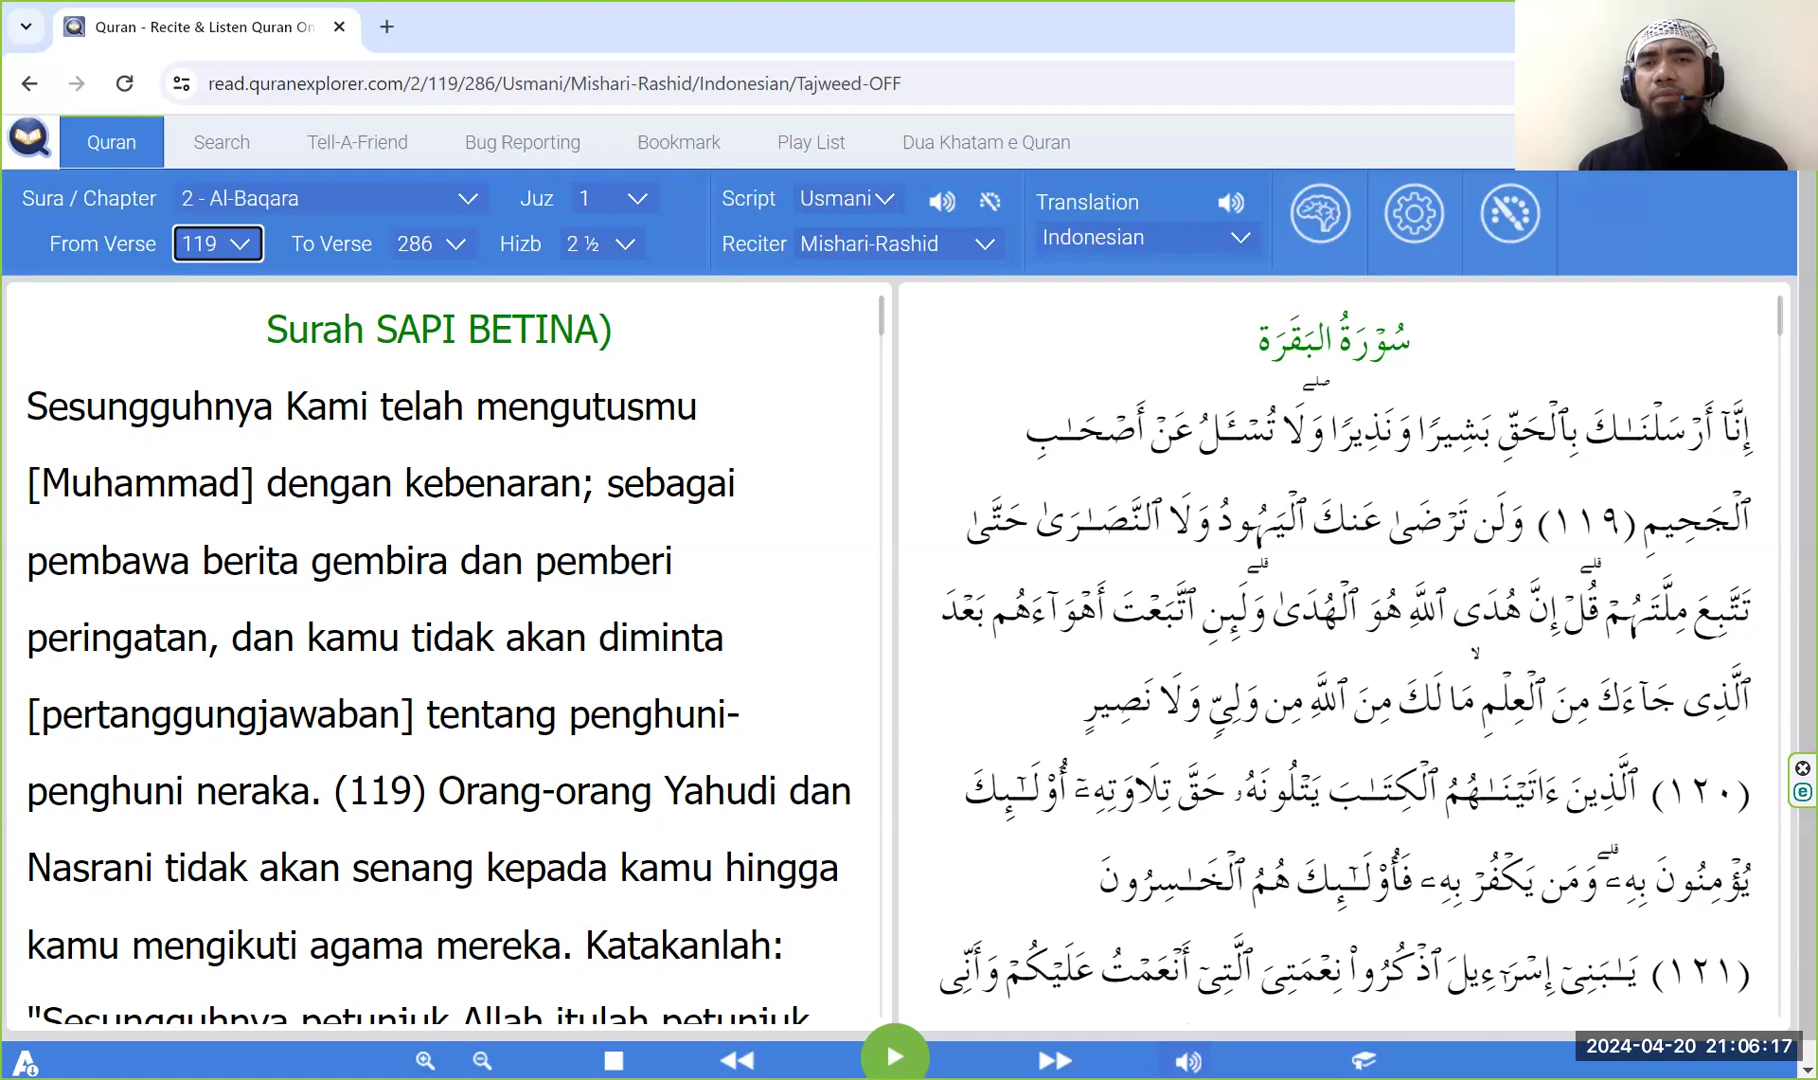 Quran - Recite & Listen Quran On
read.quranexplorer.com/2/119/286/Usmani/Mishari-Rashid/Indonesian/Tajweed-OFF
Quran Search Tell-A-Friend Bug Reporting Bookmark Play List Dua Khatam e Quran
Sura / Chapter 2 - Al-Baqara Juz 1 Script Usmani Translation
From Verse 119 To Verse 286 Hizb 2 ½ Reciter Mishari-Rashid Indonesian
Surah SAPI BETINA)
Sesungguhnya Kami telah mengutusmu
[Muhammad] dengan kebenaran; sebagai
pembawa berita gembira dan pemberi
peringatan, dan kamu tidak akan diminta
[pertanggungjawaban] tentang penghuni-
penghuni neraka. (119) Orang-orang Yahudi dan
Nasrani tidak akan senang kepada kamu hingga
kamu mengikuti agama mereka. Katakanlah:
"Sesungguhnya petunjuk Allah itulah petunjuk
سُوۡرَةُ البَقَرَة
إِنَّآ أَرۡسَلۡنَـٰكَ بِٱلۡحَقِّ بَشِيرً۬ا وَنَذِيرً۬ا‌ۖ وَلَا تُسۡـَٔلُ عَنۡ أَصۡحَـٰبِ
ٱلۡجَحِيمِ (١١٩) وَلَن تَرۡضَىٰ عَنكَ ٱلۡيَہُودُ وَلَا ٱلنَّصَـٰرَىٰ حَتَّىٰ
تَتَّبِعَ مِلَّتَہُمۡ‌ۗ قُلۡ إِنَّ هُدَى ٱللَّهِ هُوَ ٱلۡهُدَىٰ‌ۗ وَلَٮِٕنِ ٱتَّبَعۡتَ أَهۡوَآءَهُم بَعۡدَ
ٱلَّذِى جَآءَكَ مِنَ ٱلۡعِلۡمِ‌ۙ مَا لَكَ مِنَ ٱللَّهِ مِن وَلِىٍّ۬ وَلَا نَصِيرٍ
(١٢٠) ٱلَّذِينَ ءَاتَيۡنَـٰهُمُ ٱلۡكِتَـٰبَ يَتۡلُونَهُ ۥ حَقَّ تِلَاوَتِهِۦۤ أُوْلَـٰٓٮِٕكَ
يُؤۡمِنُونَ بِهِۦ‌ۗ وَمَن يَكۡفُرۡ بِهِۦ فَأُوْلَـٰٓٮِٕكَ هُمُ ٱلۡخَـٰسِرُونَ
(١٢١) يَـٰبَنِىٓ إِسۡرَٲٓءِيلَ ٱذۡكُرُواْ نِعۡمَتِىَ ٱلَّتِىٓ أَنۡعَمۡتُ عَلَيۡكُمۡ وَأَنِّى
2024-04-20 21:06:17